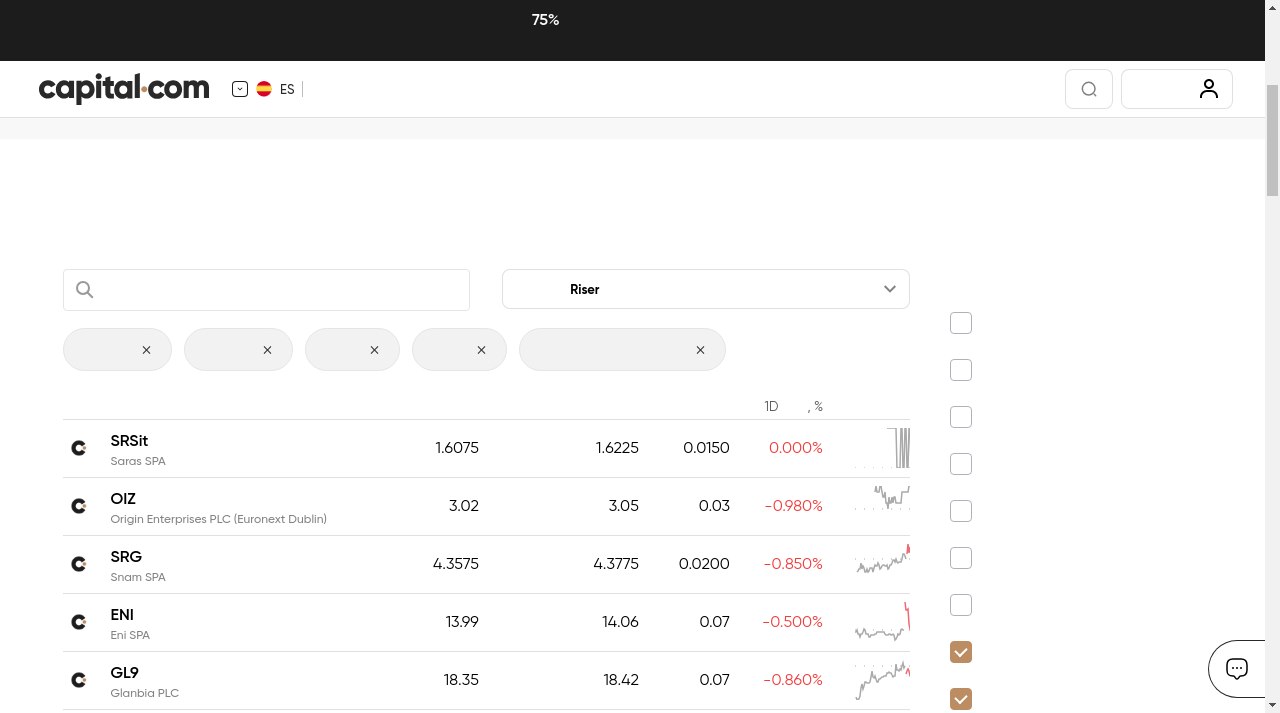 75%
capital.com
ES
Riser
1D , %
SRSit 1.6075 1.6225 0.0150 0.000%
Saras SPA
OIZ 3.02 3.05 0.03 -0.980%
Origin Enterprises PLC (Euronext Dublin)
SRG 4.3575 4.3775 0.0200 -0.850%
Snam SPA
ENI 13.99 14.06 0.07 -0.500%
Eni SPA
GL9 18.35 18.42 0.07 -0.860%
Glanbia PLC